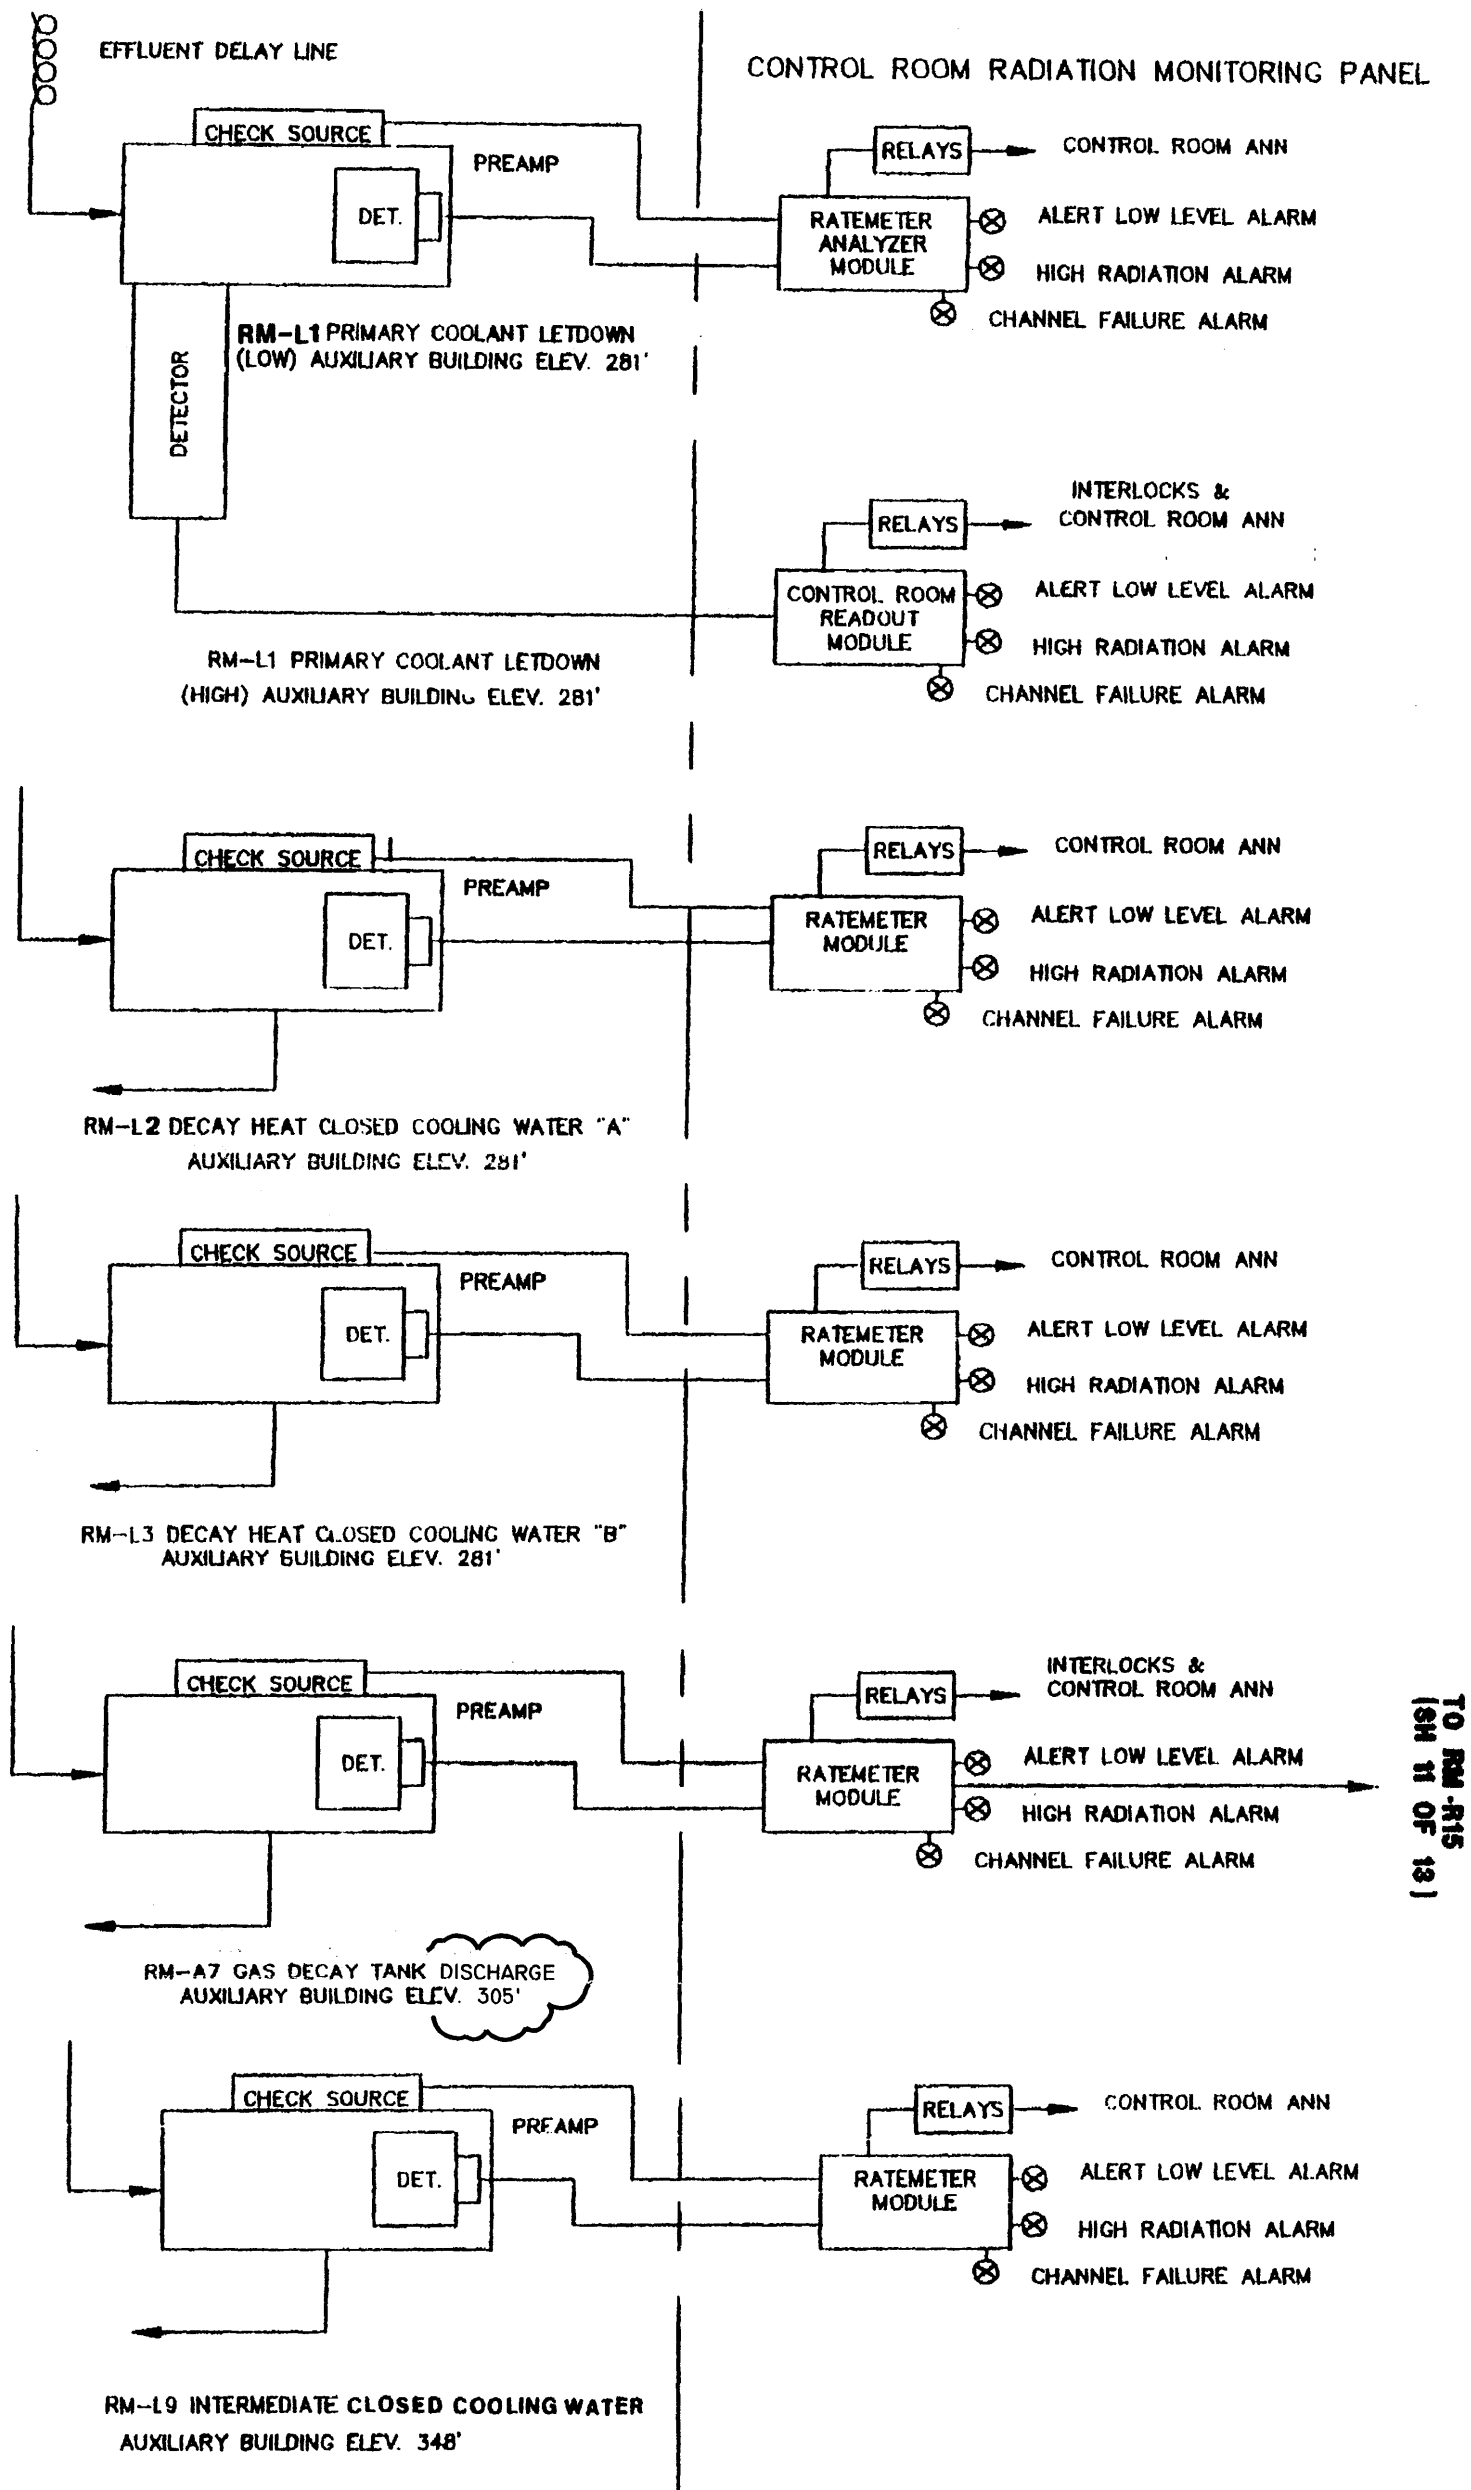 EFFLUENT DELAY LINE
CONTROL ROOM RADIATION MONITORING PANEL
CHECK SOURCE
PREAMP
DET.
RELAYS
CONTROL ROOM ANN
RATEMETER
ANALYZER
MODULE
ALERT LOW LEVEL ALARM
HIGH RADIATION ALARM
CHANNEL FAILURE ALARM
RM-L1 PRIMARY COOLANT LETDOWN
(LOW) AUXILIARY BUILDING ELEV. 281'
DETECTOR
INTERLOCKS &
CONTROL ROOM ANN
RELAYS
CONTROL ROOM
READOUT
MODULE
ALERT LOW LEVEL ALARM
HIGH RADIATION ALARM
CHANNEL FAILURE ALARM
RM-L1 PRIMARY COOLANT LETDOWN
(HIGH) AUXILIARY BUILDING ELEV. 281'
CHECK SOURCE
PREAMP
DET.
RELAYS
CONTROL ROOM ANN
RATEMETER
MODULE
ALERT LOW LEVEL ALARM
HIGH RADIATION ALARM
CHANNEL FAILURE ALARM
RM-L2 DECAY HEAT CLOSED COOLING WATER "A"
AUXILIARY BUILDING ELEV. 281'
CHECK SOURCE
PREAMP
DET.
RELAYS
CONTROL ROOM ANN
RATEMETER
MODULE
ALERT LOW LEVEL ALARM
HIGH RADIATION ALARM
CHANNEL FAILURE ALARM
RM-L3 DECAY HEAT CLOSED COOLING WATER "B"
AUXILIARY BUILDING ELEV. 281'
CHECK SOURCE
PREAMP
DET.
RELAYS
INTERLOCKS &
CONTROL ROOM ANN
RATEMETER
MODULE
ALERT LOW LEVEL ALARM
HIGH RADIATION ALARM
CHANNEL FAILURE ALARM
TO RM-R15
(SH 11 OF 13)
RM-A7 GAS DECAY TANK DISCHARGE
AUXILIARY BUILDING ELEV. 305'
CHECK SOURCE
PREAMP
DET.
RELAYS
CONTROL ROOM ANN
RATEMETER
MODULE
ALERT LOW LEVEL ALARM
HIGH RADIATION ALARM
CHANNEL FAILURE ALARM
RM-L9 INTERMEDIATE CLOSED COOLING WATER
AUXILIARY BUILDING ELEV. 348'